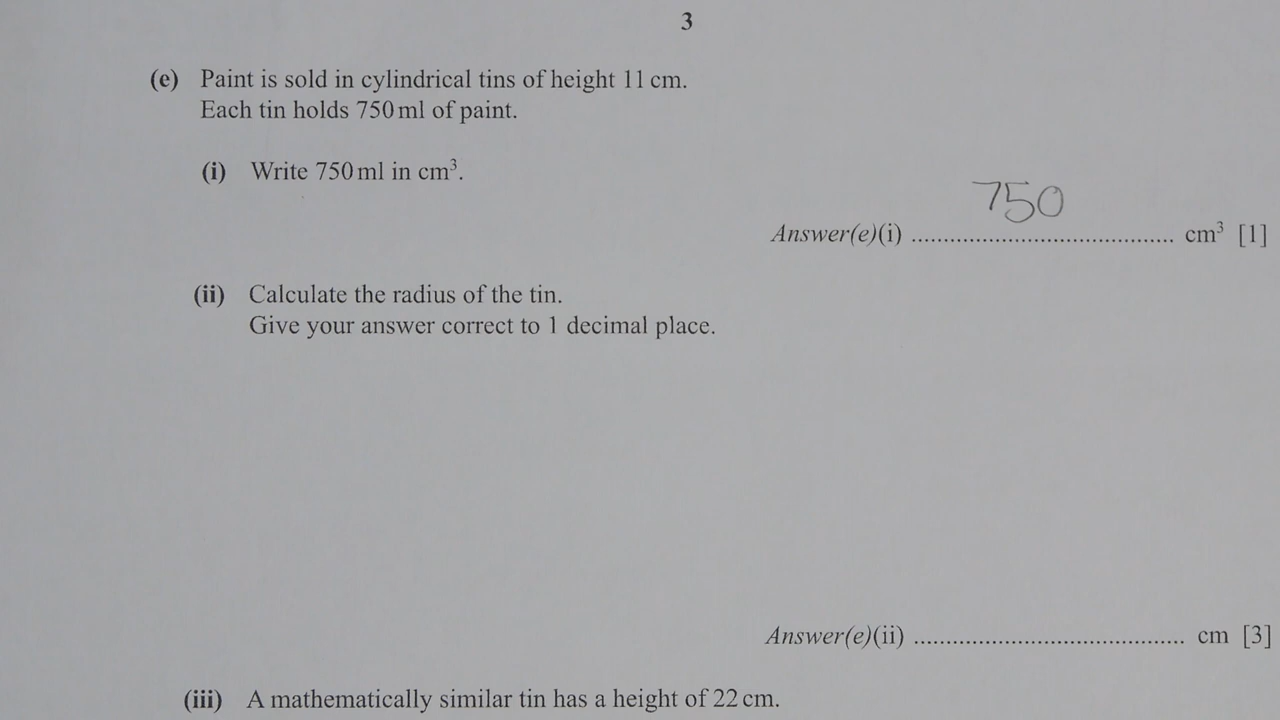 3
(e) Paint is sold in cylindrical tins of height 11 cm.
Each tin holds 750 ml of paint.
(i) Write 750 ml in cm³.
750
Answer(e)(i) ......................................... cm³ [1]
(ii) Calculate the radius of the tin.
Give your answer correct to 1 decimal place.
Answer(e)(ii) .......................................... cm [3]
(iii) A mathematically similar tin has a height of 22 cm.